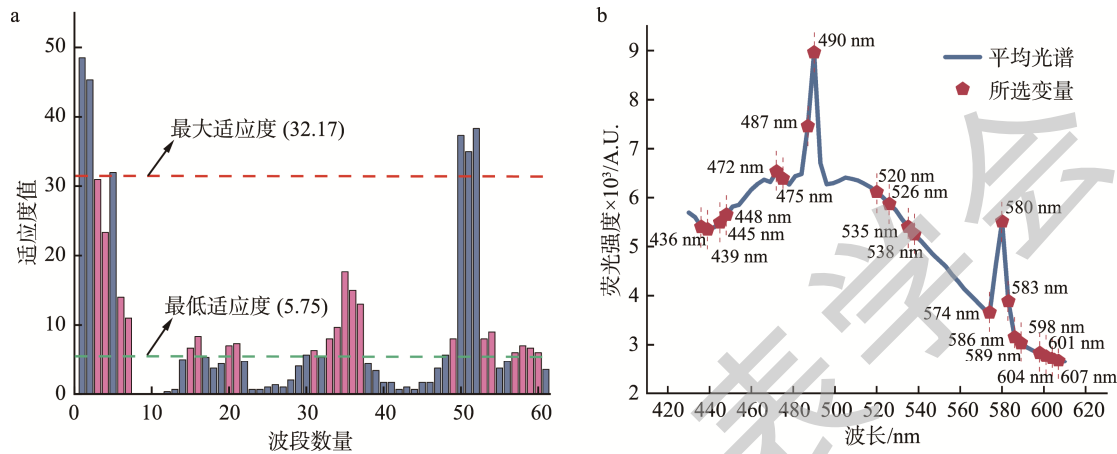 a
适应度值
50
40
30
20
10
0
最大适应度 (32.17)
最低适应度 (5.75)
0
10
20
30
40
50
60
波段数量
b
荧光强度×10³/A.U.
9
8
7
6
5
4
3
2
490 nm
平均光谱
所选变量
487 nm
472 nm
475 nm
520 nm
526 nm
448 nm
445 nm
436 nm
439 nm
535 nm
538 nm
580 nm
574 nm
583 nm
586 nm
589 nm
598 nm
601 nm
604 nm
607 nm
420
440
460
480
500
520
540
560
580
600
620
波长/nm
表学会